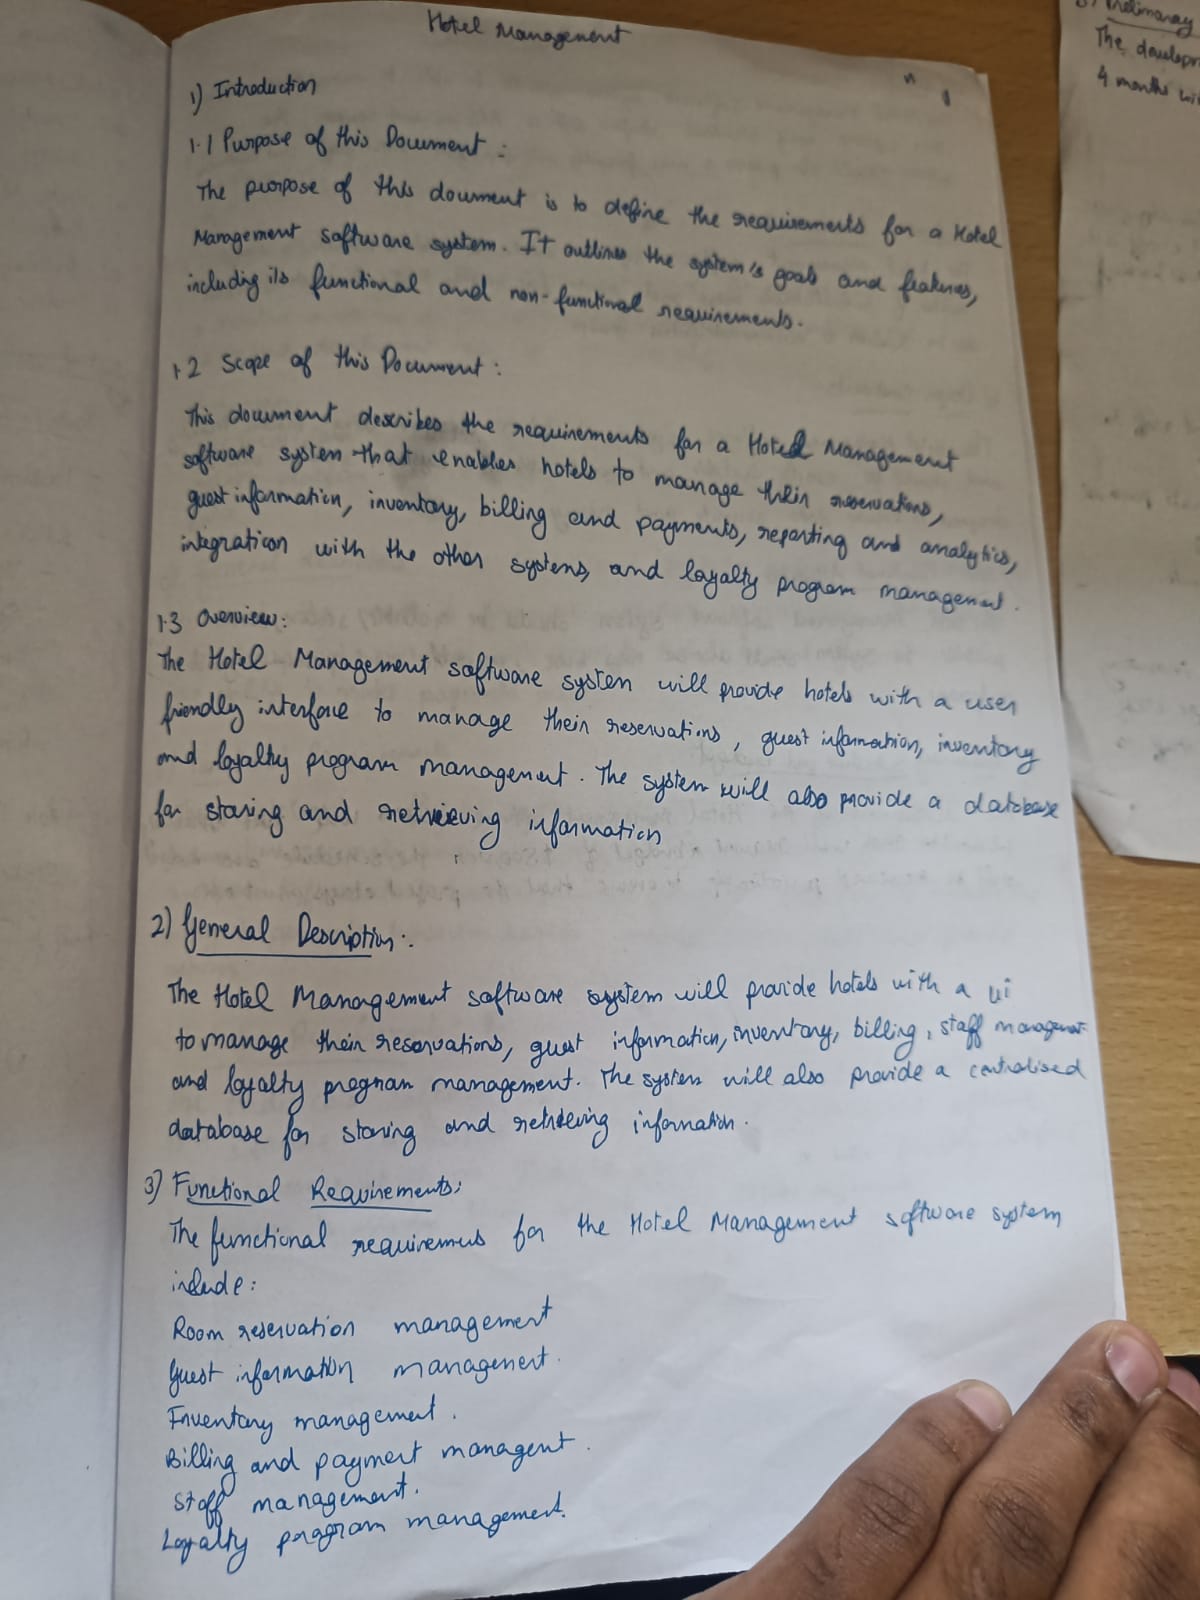 Hotel Management
1) Introduction
1.1 Purpose of this Document :
The purpose of this document is to define the requirements for a Hotel
Management software system. It outlines the system's goals and features,
including its functional and non-functional requirements.
1.2 Scope of this Document :
This document describes the requirements for a Hotel Management
software system that enables hotels to manage their reservations,
guest information, inventory, billing and payments, reporting and analytics,
integration with the other systems, and loyalty program management.
1.3 Overview:
The Hotel Management software system will provide hotels with a user
friendly interface to manage their reservations, guest information, inventory
and loyalty program management. The system will also provide a database
for storing and retrieving information
2) General Description:
The Hotel Management software system will provide hotels with a ui
to manage their reservations, guest information, inventory, billing, staff management
and loyalty program management. The system will also provide a centralised
database for storing and retrieving information.
3) Functional Requirements:
The functional requirements for the Hotel Management software system
include:
Room reservation management
Guest information management.
Inventory management.
Billing and payment managent.
Staff management.
Loyalty program management.
Prelimanay
The
4 months